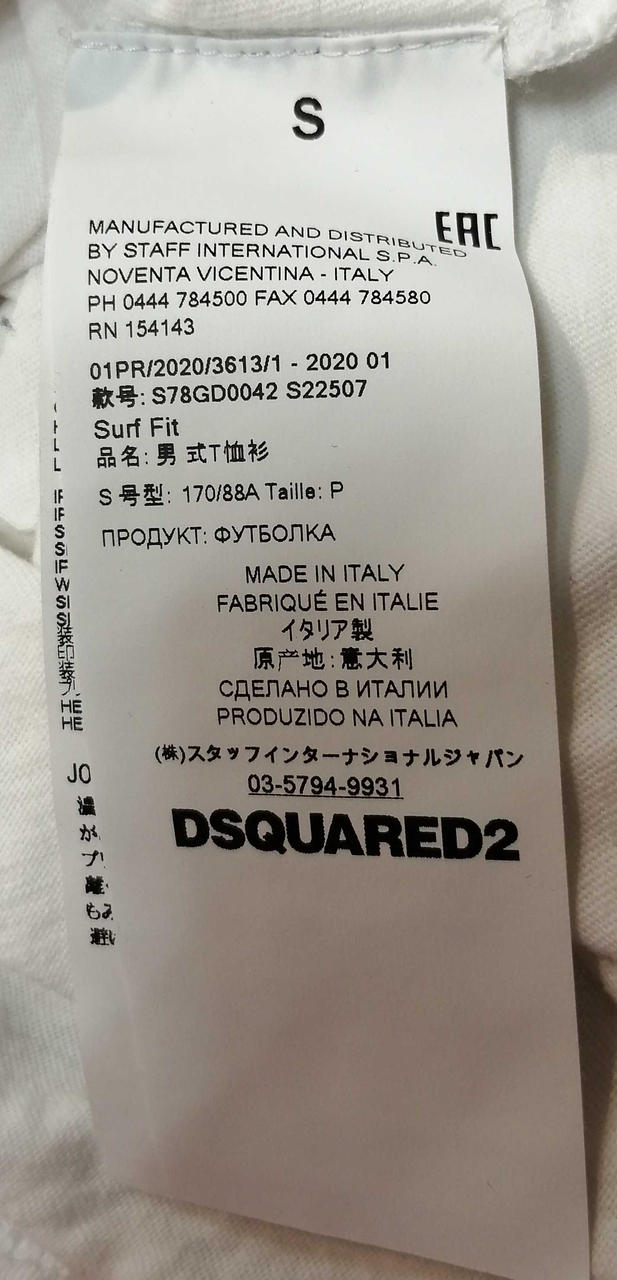 S
EAC
MANUFACTURED AND DISTRIBUTED
BY STAFF INTERNATIONAL S.P.A.
NOVENTA VICENTINA - ITALY
PH 0444 784500 FAX 0444 784580
RN 154143
01PR/2020/3613/1 - 2020 01
款号: S78GD0042 S22507
Surf Fit
品名: 男 式T恤衫
S 号型: 170/88A Taille: P
ПРОДУКТ: ФУТБОЛКА
MADE IN ITALY
FABRIQUÉ EN ITALIE
イタリア製
原产地: 意大利
СДЕЛАНО В ИТАЛИИ
PRODUZIDO NA ITALIA
(株)スタッフインターナショナルジャパン
03-5794-9931
DSQUARED2